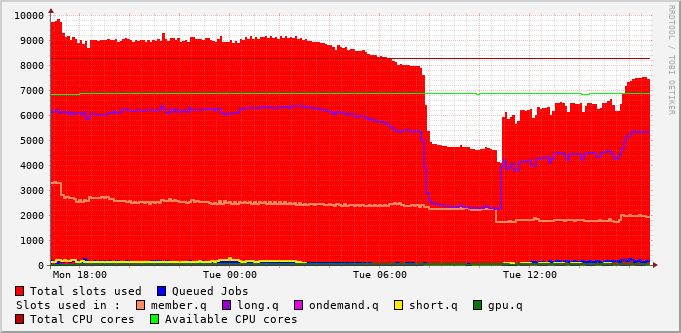 10000
9000
8000
7000
6000
5000
4000
3000
2000
1000
0
Mon 18:00 Tue 00:00 Tue 06:00 Tue 12:00
Total slots used Queued Jobs
Slots used in : member.q long.q ondemand.q short.q gpu.q
Total CPU cores Available CPU cores
RRDTOOL / TOBI OETIKER